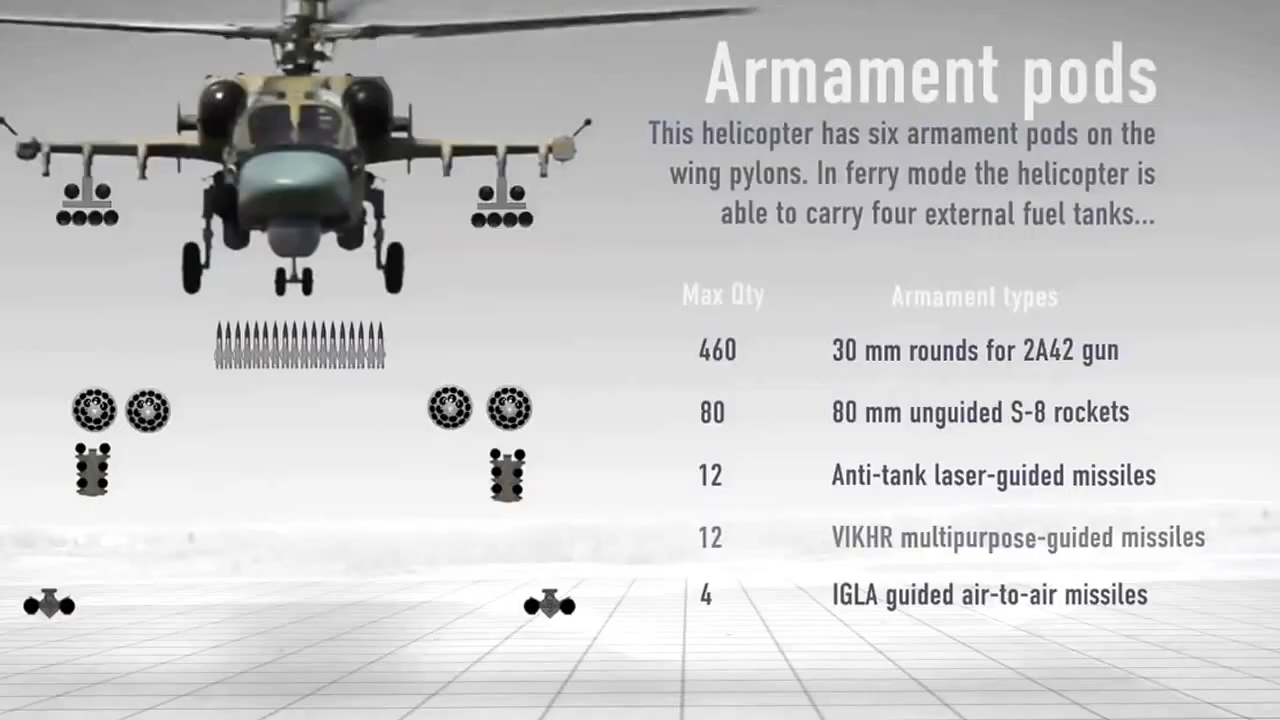 Armament pods
This helicopter has six armament pods on the
wing pylons. In ferry mode the helicopter is
able to carry four external fuel tanks...
Max Qty Armament types
460 30 mm rounds for 2A42 gun
80 80 mm unguided S-8 rockets
12 Anti-tank laser-guided missiles
12 VIKHR multipurpose-guided missiles
4 IGLA guided air-to-air missiles